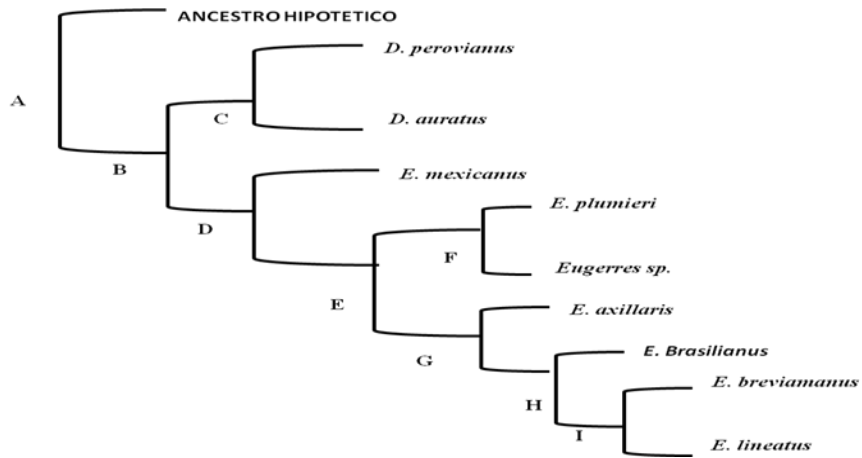 ANCESTRO HIPOTETICO
D. perovianus
A
C
D. auratus
B
E. mexicanus
E. plumieri
D
F
Eugerres sp.
E
E. axillaris
G
E. Brasilianus
E. breviamanus
H
I
E. lineatus